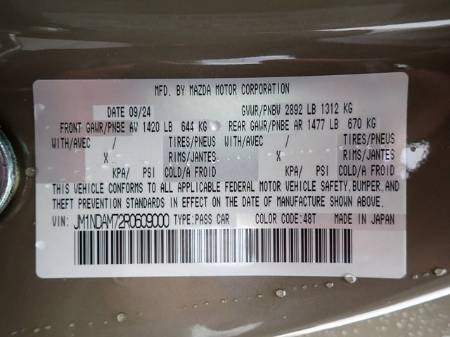 MFD. BY MAZDA MOTOR CORPORATION
DATE 09/24 GVWR/PNBV 2892 LB 1312 KG
FRONT GAWR/PNBE AV 1420 LB 644 KG REAR GAWR/PNBE AR 1477 LB 670 KG
WITH/AVEC / TIRES/PNEUS WITH/AVEC / TIRES/PNEUS
X RIMS/JANTES X RIMS/JANTES
KPA/ PSI COLD/A FROID KPA/ PSI COLD/A FROID
THIS VEHICLE CONFORMS TO ALL APPLICABLE FEDERAL MOTOR VEHICLE SAFETY, BUMPER, AND
THEFT PREVENTION STANDARDS IN EFFECT ON THE DATE OF MANUFACTURE SHOWN ABOVE.
VIN: JM1NDAM72R0609000 TYPE:PASS CAR COLOR CODE:48T MADE IN JAPAN